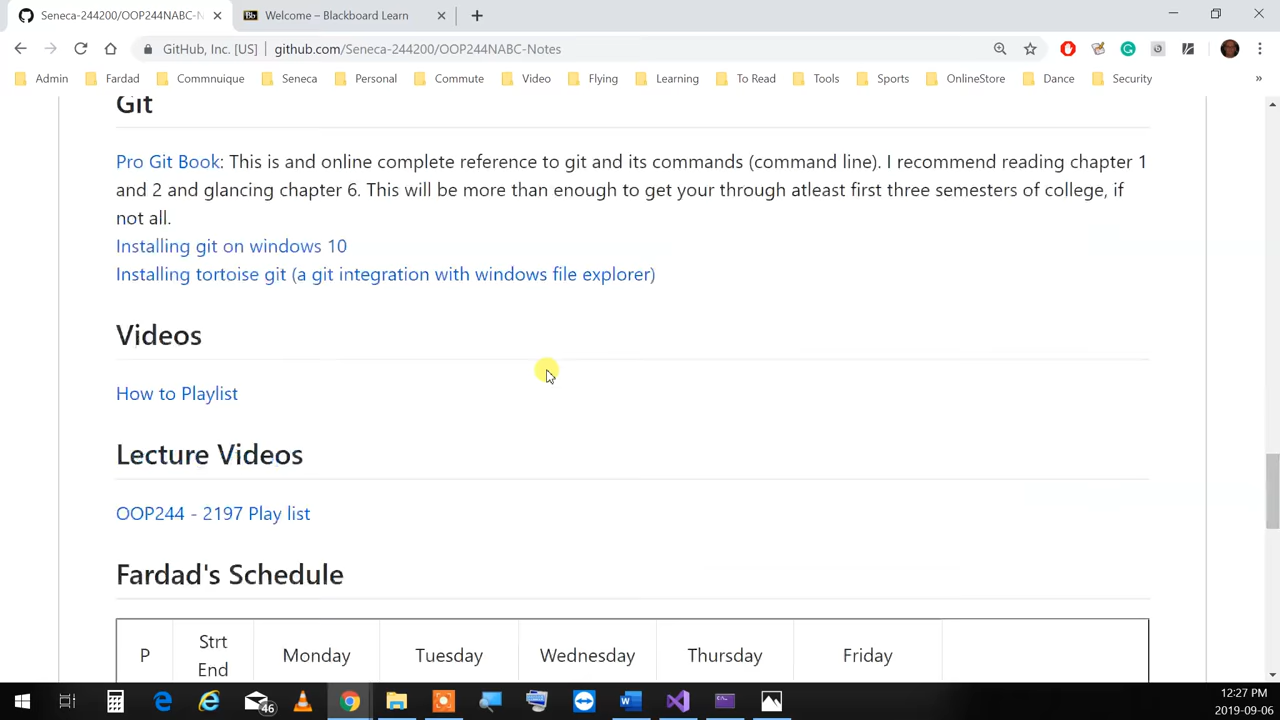 Seneca-244200/OOP244NABC-N
Welcome – Blackboard Learn
GitHub, Inc. [US] | github.com/Seneca-244200/OOP244NABC-Notes
Admin Fardad Commnuique Seneca Personal Commute Video Flying Learning To Read Tools Sports OnlineStore Dance Security »
Git
Pro Git Book: This is and online complete reference to git and its commands (command line). I recommend reading chapter 1
and 2 and glancing chapter 6. This will be more than enough to get your through atleast first three semesters of college, if
not all.
Installing git on windows 10
Installing tortoise git (a git integration with windows file explorer)
Videos
How to Playlist
Lecture Videos
OOP244 - 2197 Play list
Fardad's Schedule
P Strt End Monday Tuesday Wednesday Thursday Friday
46
12:27 PM
2019-09-06